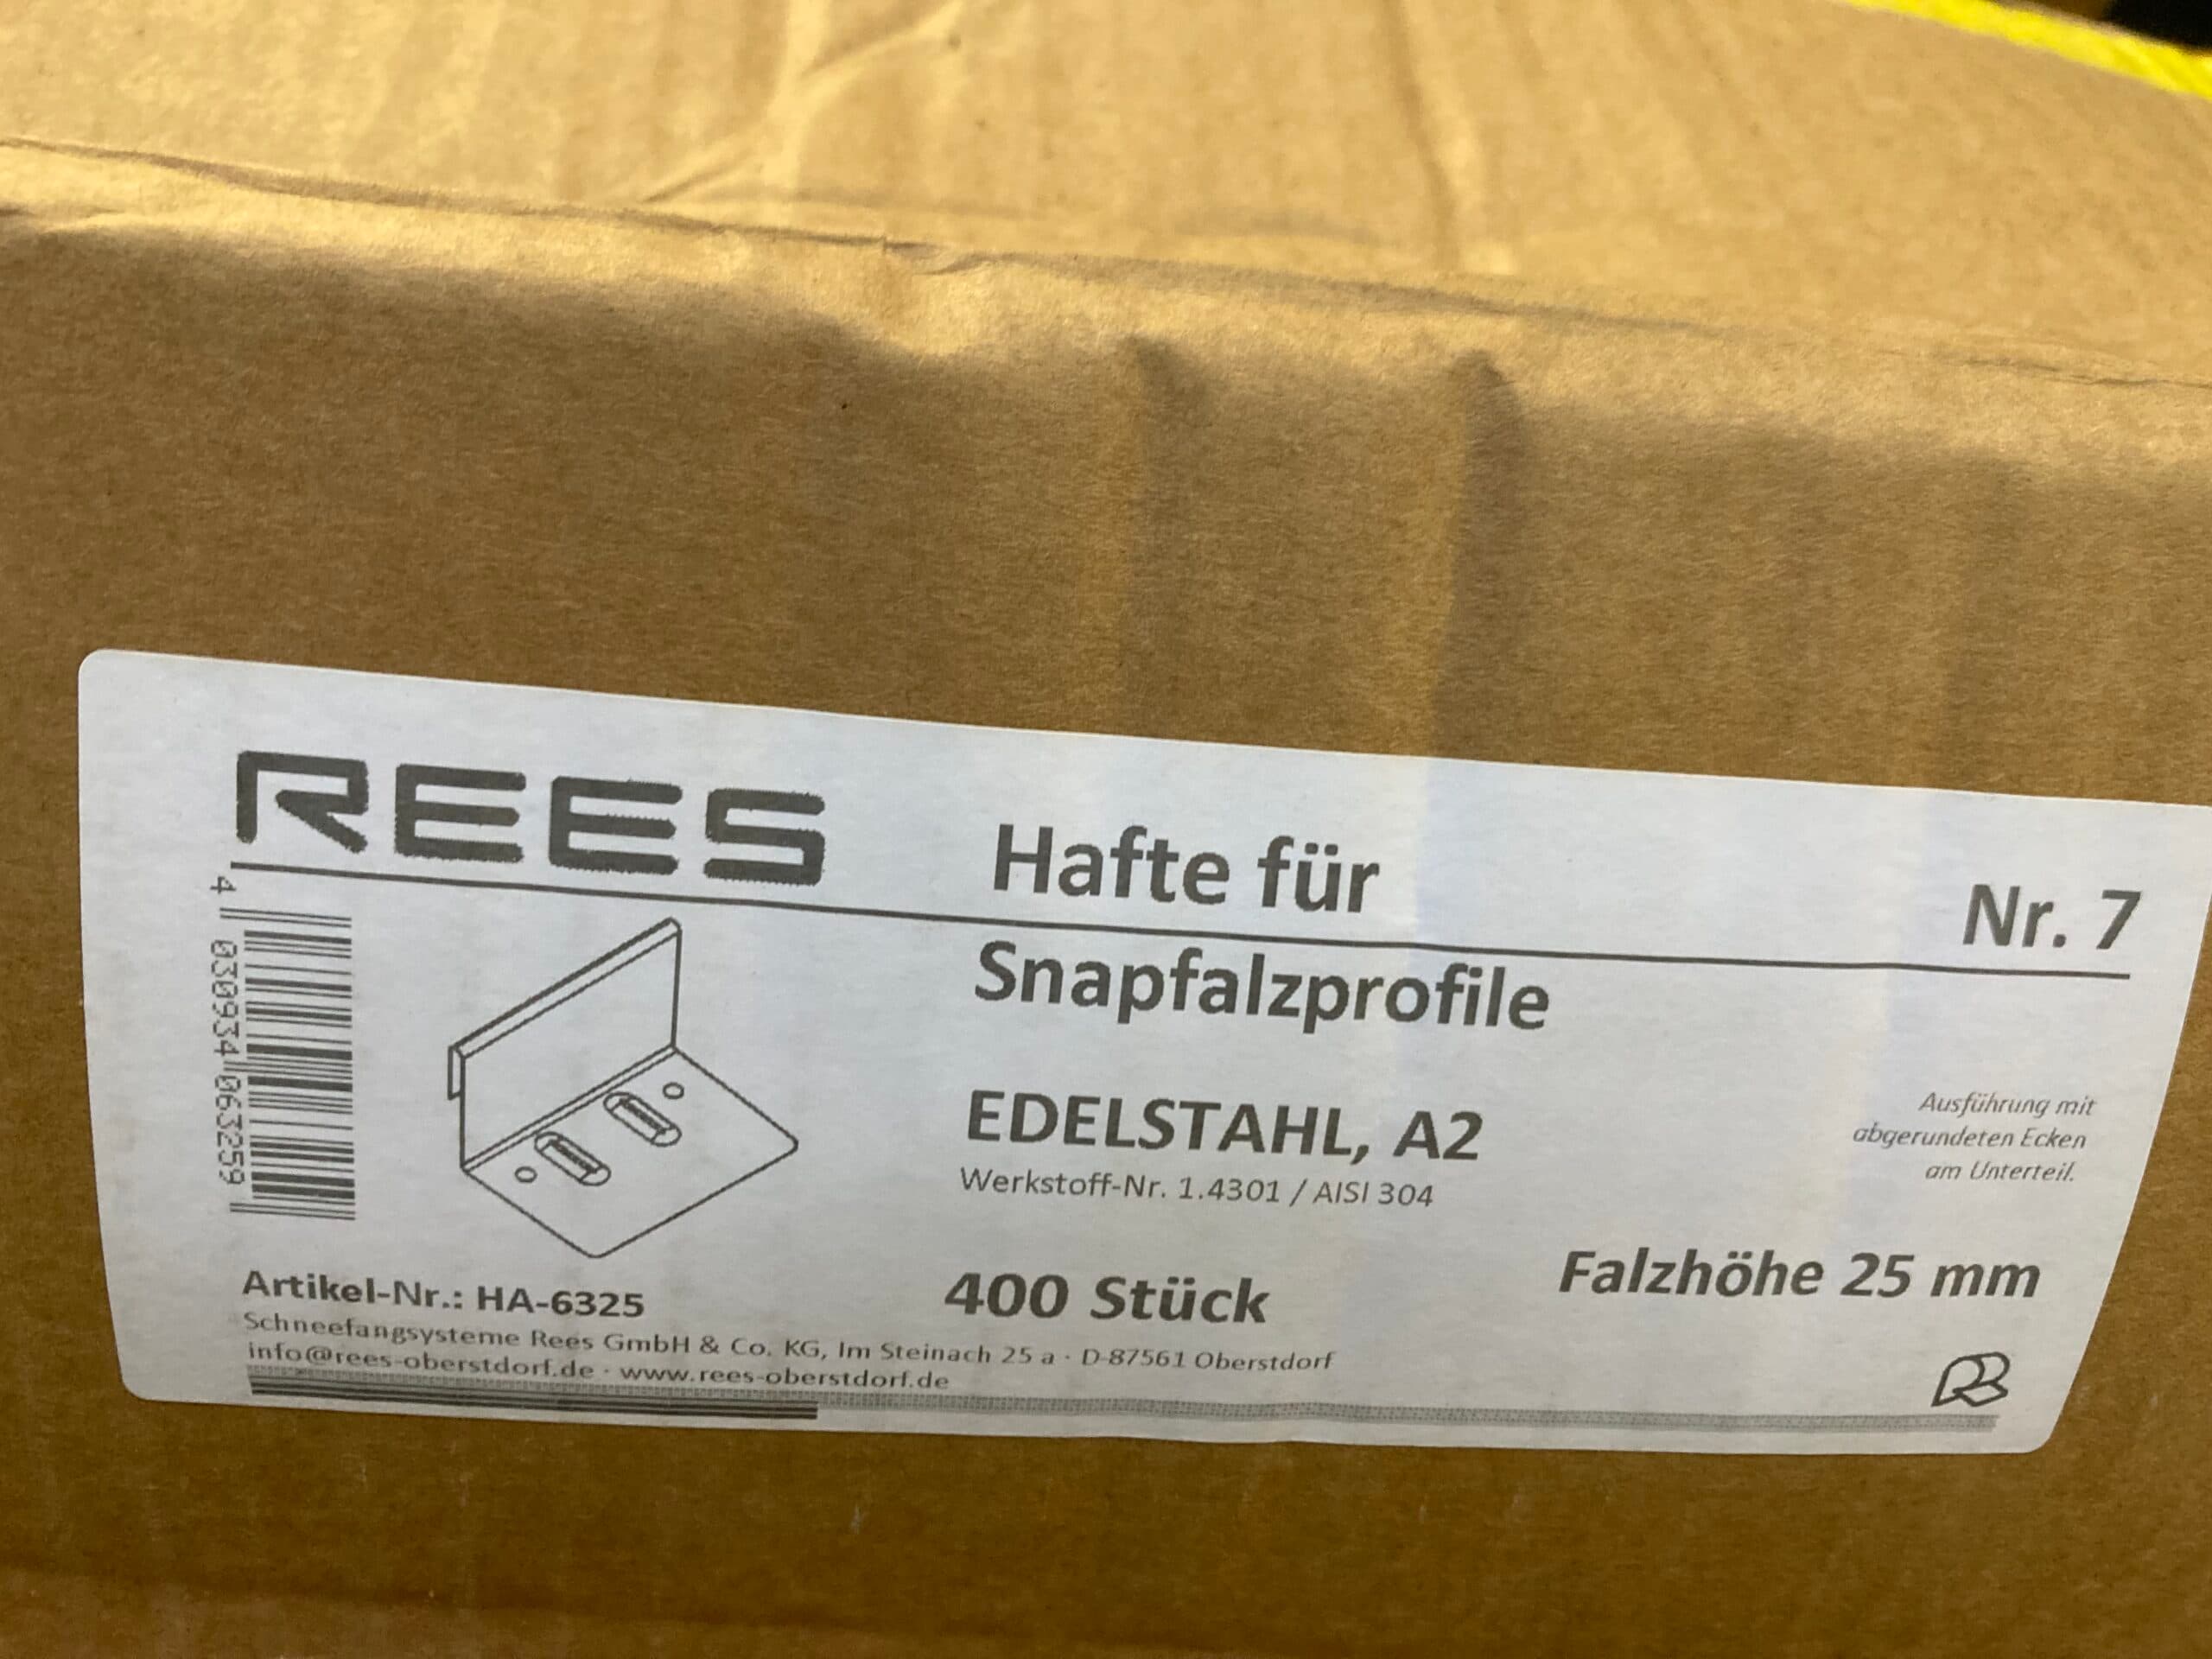 REES
Hafte für
Nr. 7
Snapfalzprofile
4 030934 063259
EDELSTAHL, A2
Werkstoff-Nr. 1.4301 / AISI 304
Ausführung mit
abgerundeten Ecken
am Unterteil.
400 Stück
Falzhöhe 25 mm
Artikel-Nr.: HA-6325
Schneefangsysteme Rees GmbH & Co. KG, Im Steinach 25 a · D-87561 Oberstdorf
info@rees-oberstdorf.de · www.rees-oberstdorf.de